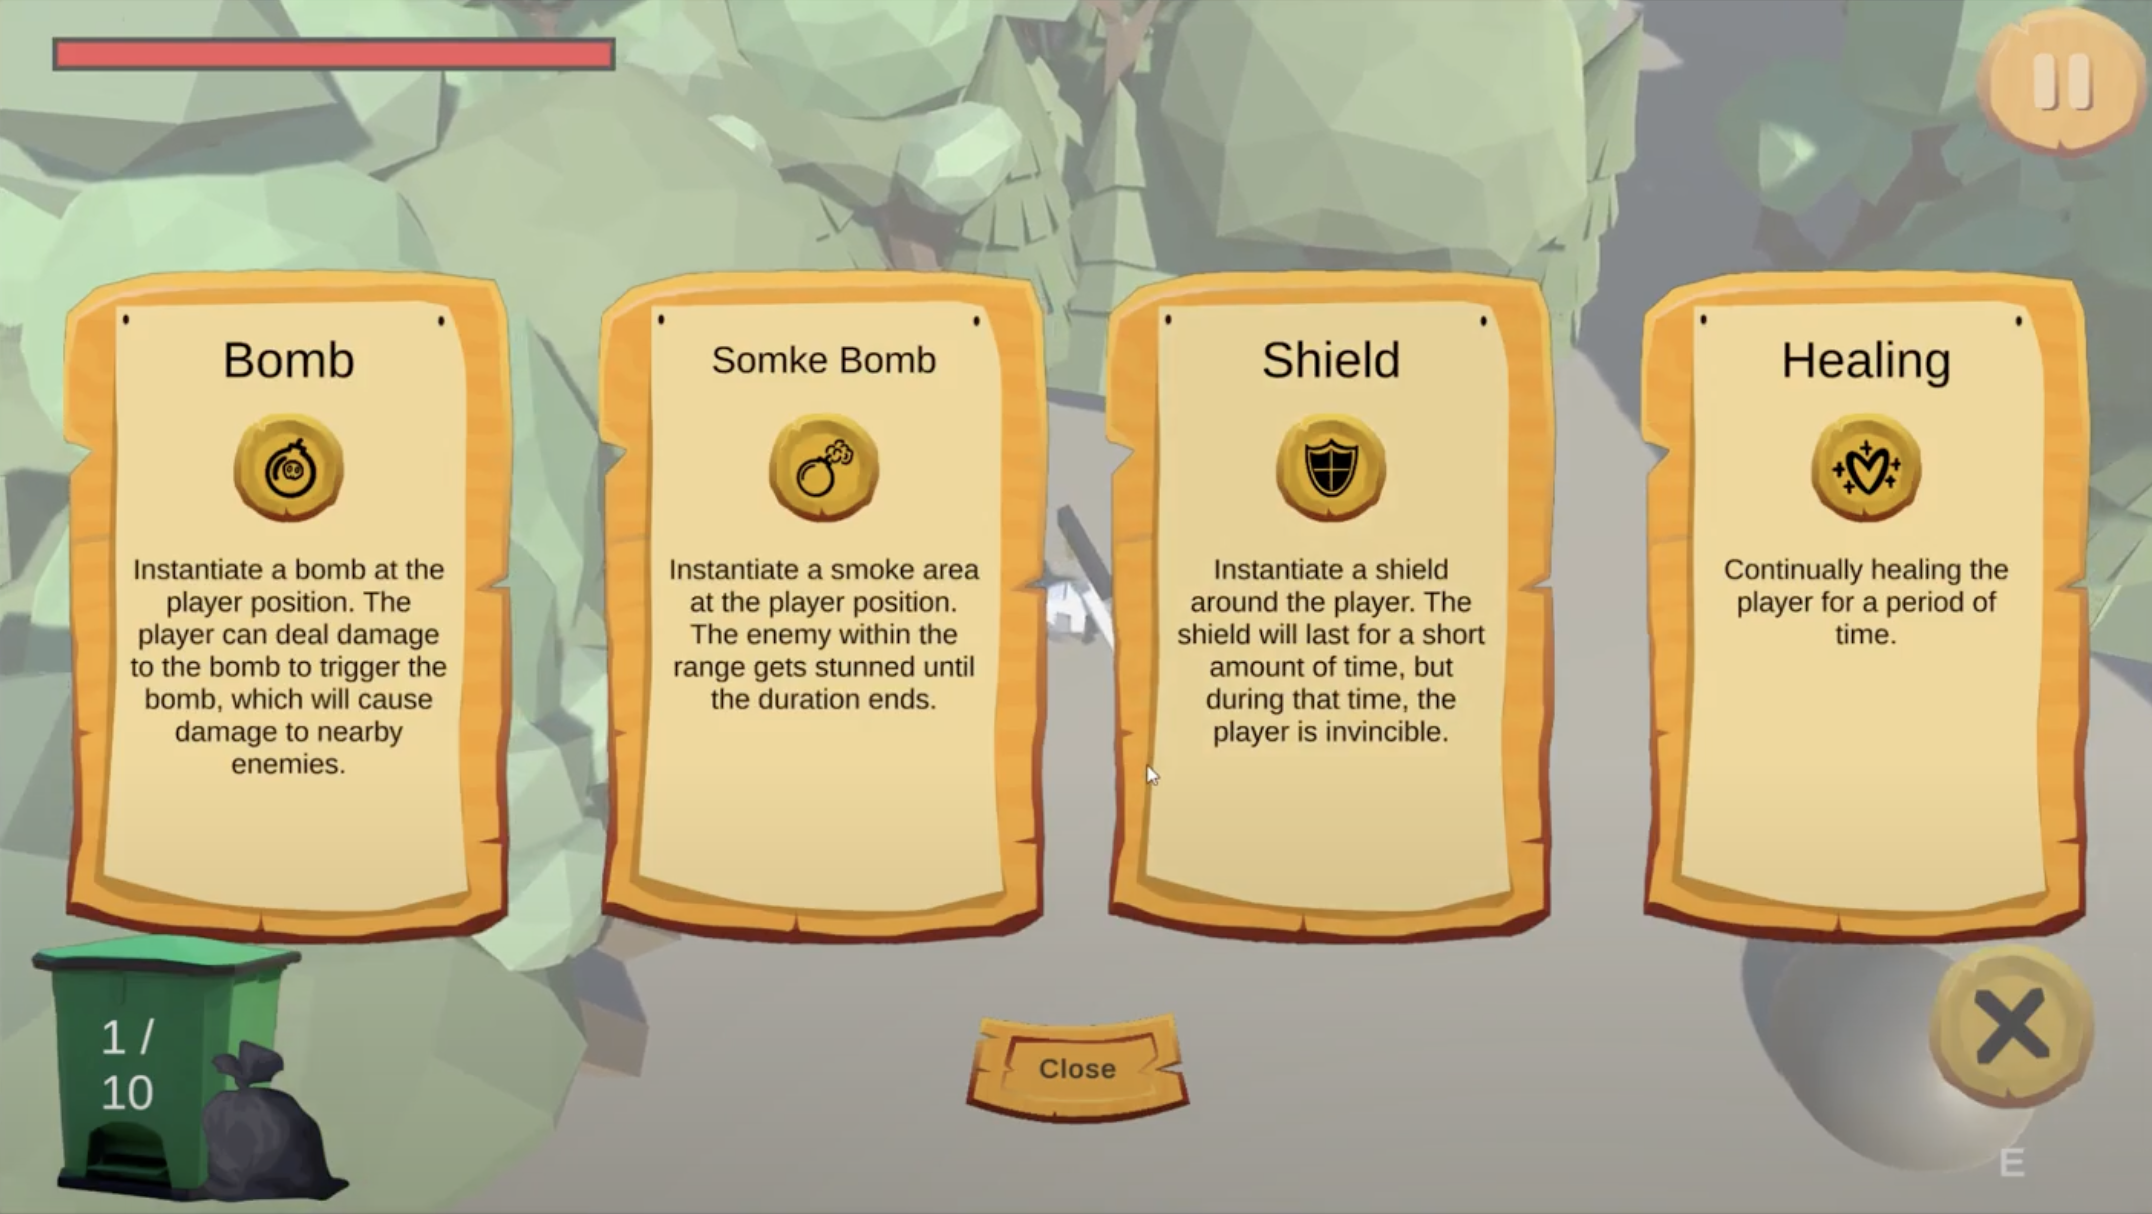 Bomb
Instantiate a bomb at the
player position. The
player can deal damage
to the bomb to trigger the
bomb, which will cause
damage to nearby
enemies.
Somke Bomb
Instantiate a smoke area
at the player position.
The enemy within the
range gets stunned until
the duration ends.
Shield
Instantiate a shield
around the player. The
shield will last for a short
amount of time, but
during that time, the
player is invincible.
Healing
Continually healing the
player for a period of
time.
1 /
10
Close
E